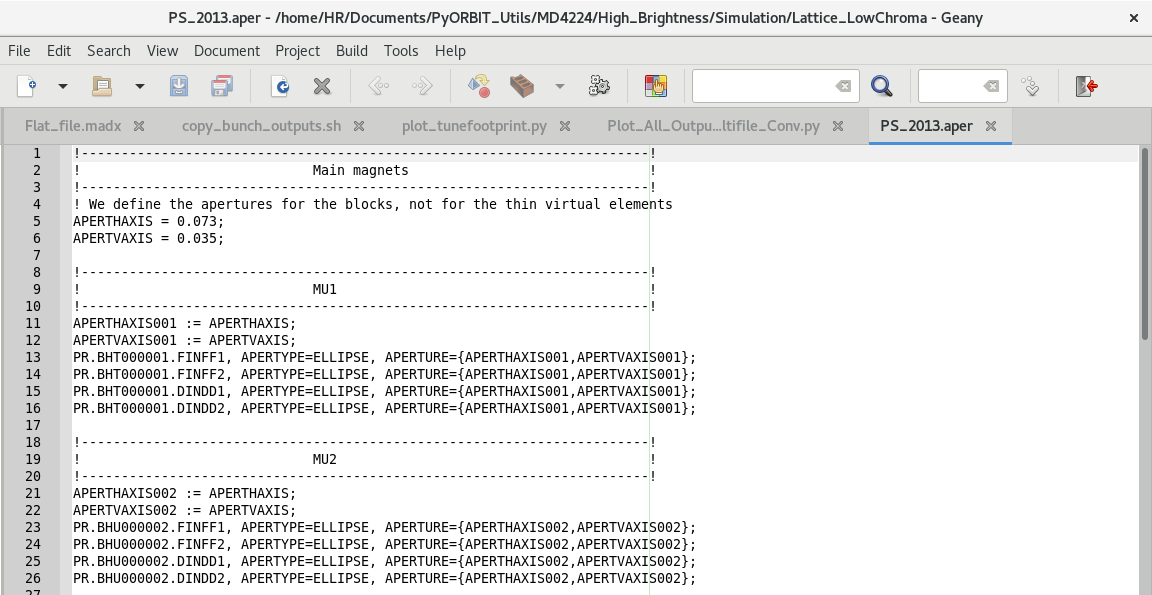 PS_2013.aper - /home/HR/Documents/PyORBIT_Utils/MD4224/High_Brightness/Simulation/Lattice_LowChroma - Geany
File Edit Search View Document Project Build Tools Help
Flat_file.madx copy_bunch_outputs.sh plot_tunefootprint.py Plot_All_Outpu...ltifile_Conv.py PS_2013.aper
1 !-----------------------------------------------------------------------!
2 ! Main magnets !
3 !-----------------------------------------------------------------------!
4 ! We define the apertures for the blocks, not for the thin virtual elements
5 APERTHAXIS = 0.073;
6 APERTVAXIS = 0.035;
7
8 !-----------------------------------------------------------------------!
9 ! MU1 !
10 !-----------------------------------------------------------------------!
11 APERTHAXIS001 := APERTHAXIS;
12 APERTVAXIS001 := APERTVAXIS;
13 PR.BHT000001.FINFF1, APERTYPE=ELLIPSE, APERTURE={APERTHAXIS001,APERTVAXIS001};
14 PR.BHT000001.FINFF2, APERTYPE=ELLIPSE, APERTURE={APERTHAXIS001,APERTVAXIS001};
15 PR.BHT000001.DINDD1, APERTYPE=ELLIPSE, APERTURE={APERTHAXIS001,APERTVAXIS001};
16 PR.BHT000001.DINDD2, APERTYPE=ELLIPSE, APERTURE={APERTHAXIS001,APERTVAXIS001};
17
18 !-----------------------------------------------------------------------!
19 ! MU2 !
20 !-----------------------------------------------------------------------!
21 APERTHAXIS002 := APERTHAXIS;
22 APERTVAXIS002 := APERTVAXIS;
23 PR.BHU000002.FINFF1, APERTYPE=ELLIPSE, APERTURE={APERTHAXIS002,APERTVAXIS002};
24 PR.BHU000002.FINFF2, APERTYPE=ELLIPSE, APERTURE={APERTHAXIS002,APERTVAXIS002};
25 PR.BHU000002.DINDD1, APERTYPE=ELLIPSE, APERTURE={APERTHAXIS002,APERTVAXIS002};
26 PR.BHU000002.DINDD2, APERTYPE=ELLIPSE, APERTURE={APERTHAXIS002,APERTVAXIS002};
27